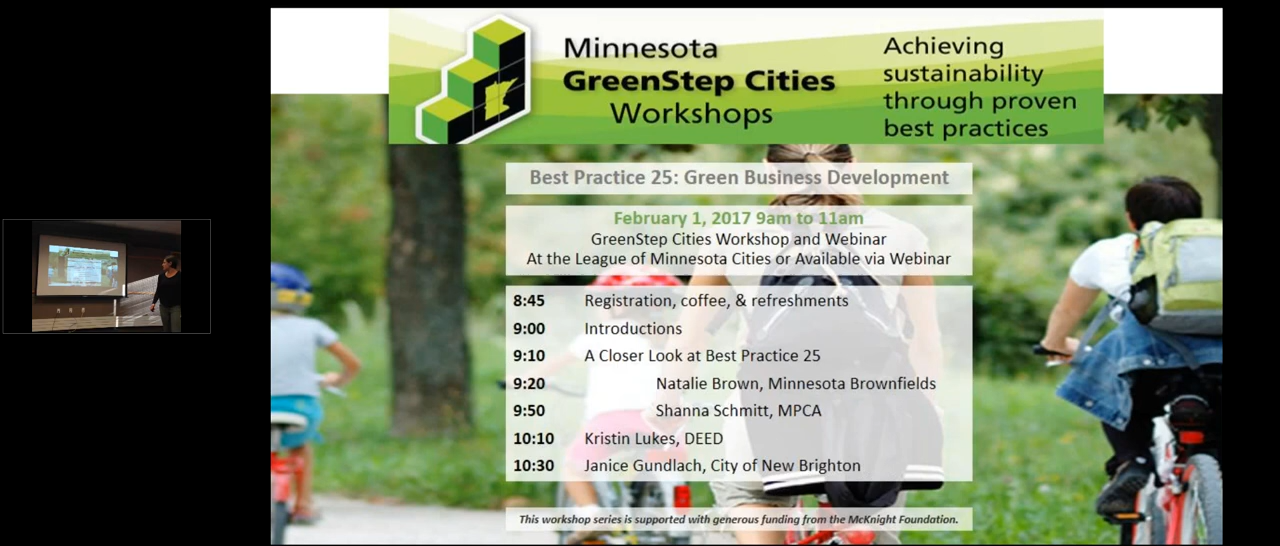 Minnesota
GreenStep Cities
Workshops
Achieving
sustainability
through proven
best practices
Best Practice 25: Green Business Development
February 1, 2017 9am to 11am
GreenStep Cities Workshop and Webinar
At the League of Minnesota Cities or Available via Webinar
8:45 Registration, coffee, & refreshments
9:00 Introductions
9:10 A Closer Look at Best Practice 25
9:20 Natalie Brown, Minnesota Brownfields
9:50 Shanna Schmitt, MPCA
10:10 Kristin Lukes, DEED
10:30 Janice Gundlach, City of New Brighton
This workshop series is supported with generous funding from the McKnight Foundation.